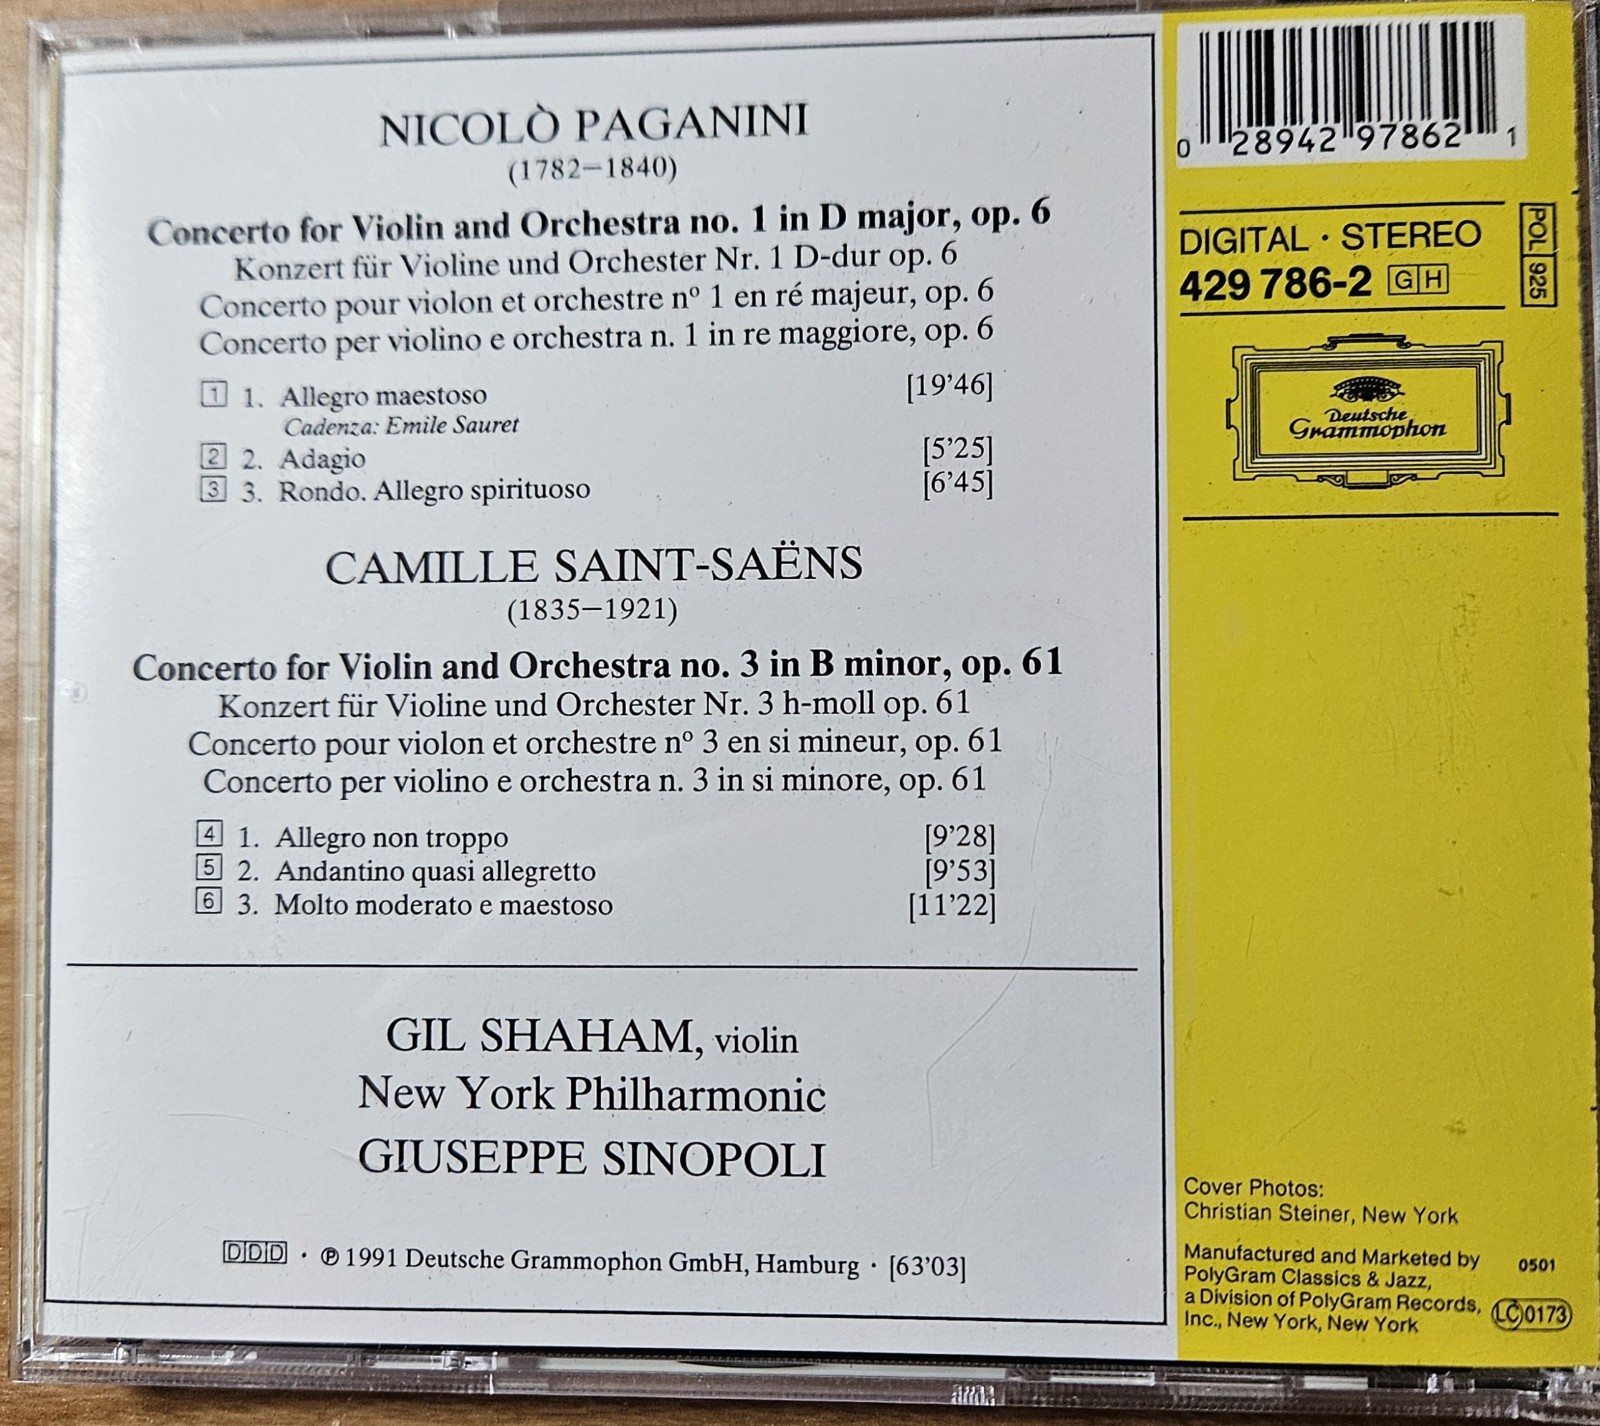 NICOLÒ PAGANINI
(1782–1840)
Concerto for Violin and Orchestra no. 1 in D major, op. 6
Konzert für Violine und Orchester Nr. 1 D-dur op. 6
Concerto pour violon et orchestre nº 1 en ré majeur, op. 6
Concerto per violino e orchestra n. 1 in re maggiore, op. 6
1 1. Allegro maestoso [19'46]
Cadenza: Emile Sauret
2 2. Adagio [5'25]
3 3. Rondo. Allegro spirituoso [6'45]
CAMILLE SAINT-SAËNS
(1835–1921)
Concerto for Violin and Orchestra no. 3 in B minor, op. 61
Konzert für Violine und Orchester Nr. 3 h-moll op. 61
Concerto pour violon et orchestre nº 3 en si mineur, op. 61
Concerto per violino e orchestra n. 3 in si minore, op. 61
4 1. Allegro non troppo [9'28]
5 2. Andantino quasi allegretto [9'53]
6 3. Molto moderato e maestoso [11'22]
GIL SHAHAM, violin
New York Philharmonic
GIUSEPPE SINOPOLI
DDD · ℗ 1991 Deutsche Grammophon GmbH, Hamburg · [63'03]
0 28942 97862 1
DIGITAL · STEREO
429 786-2 GH
POL 925
Deutsche
Grammophon
Cover Photos:
Christian Steiner, New York
Manufactured and Marketed by
PolyGram Classics & Jazz,
a Division of PolyGram Records,
Inc., New York, New York
0501
LC 0173